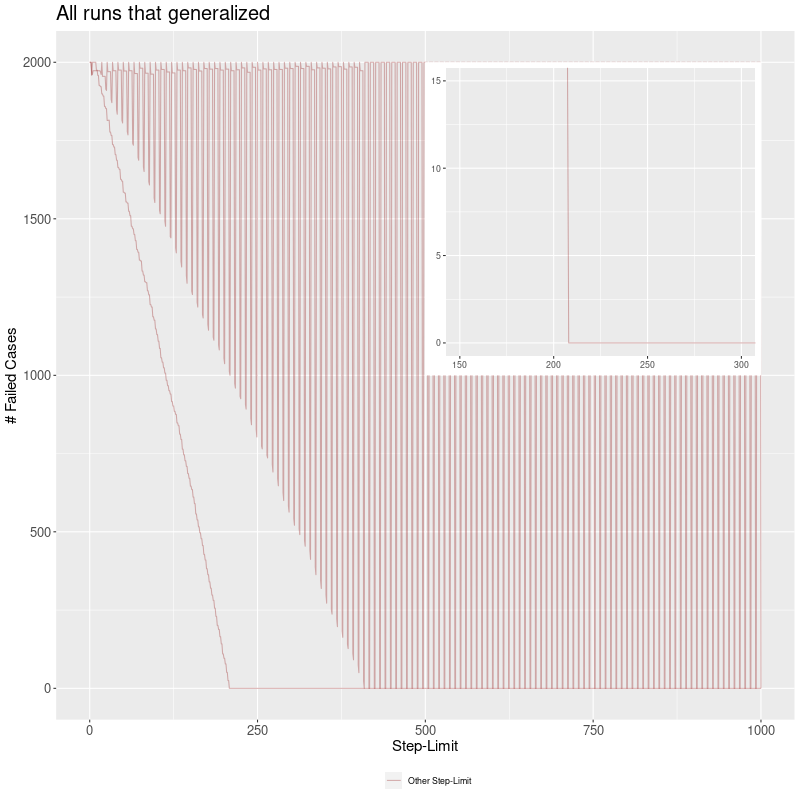 All runs that generalized
# Failed Cases
2000
1500
1000
500
0
15
10
5
0
150 200 250 300
0 250 500 750 1000
Step-Limit
Other Step-Limit